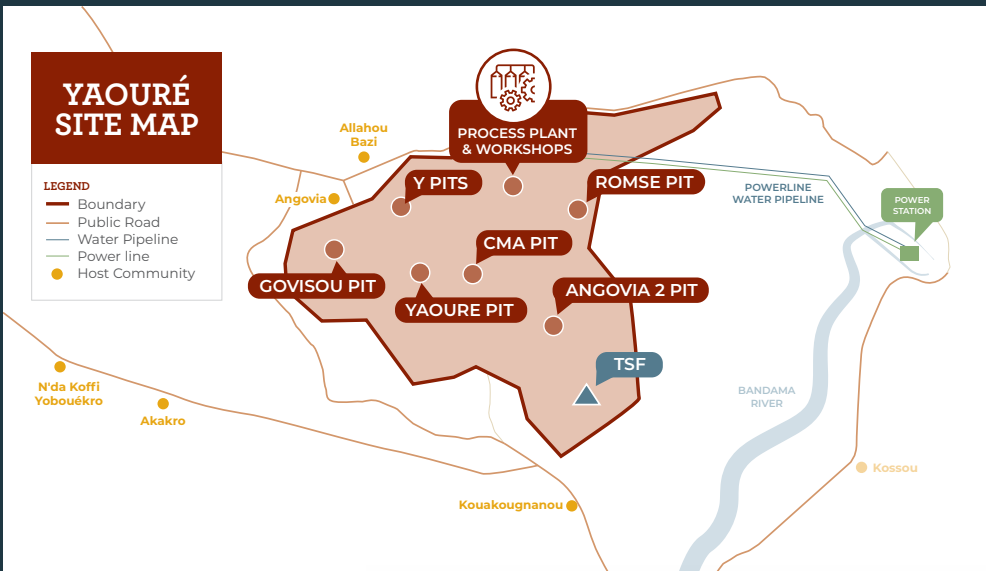 YAOURÉ
SITE MAP
LEGEND
Boundary
Public Road
Water Pipeline
Power line
Host Community
Allahou
Bazi
Angovia
PROCESS PLANT
& WORKSHOPS
Y PITS
ROMSE PIT
POWERLINE
WATER PIPELINE
POWER
STATION
CMA PIT
GOVISOU PIT
YAOURE PIT
ANGOVIA 2 PIT
TSF
N'da Koffi
Yobouékro
Akakro
BANDAMA
RIVER
Kossou
Kouakougnanou